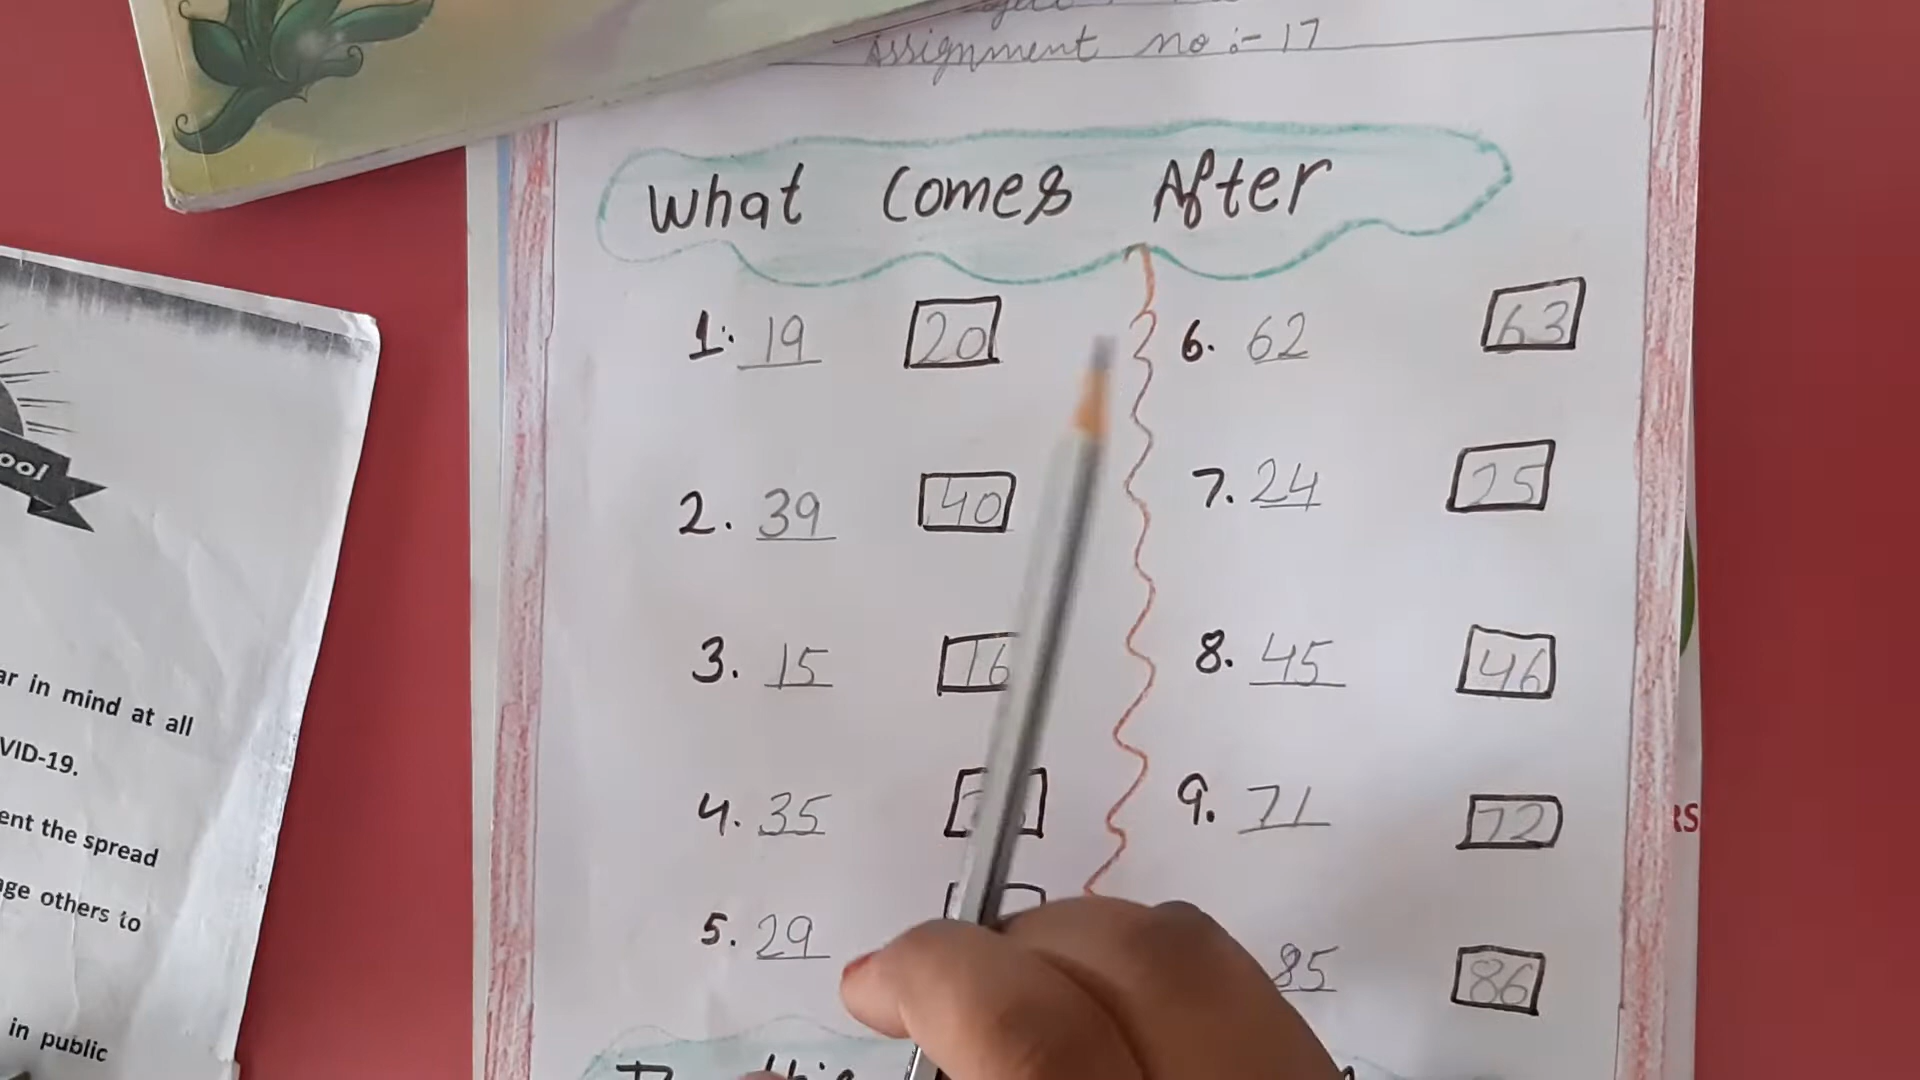 Assignment no :- 17
What Comes After
1. 19 20
2. 39 40
3. 15 16
4. 35
5. 29
6. 62 63
7. 24 25
8. 45 46
9. 71 72
85 86
ool
ar in mind at all
VID-19.
ent the spread
age others to
in public
RS